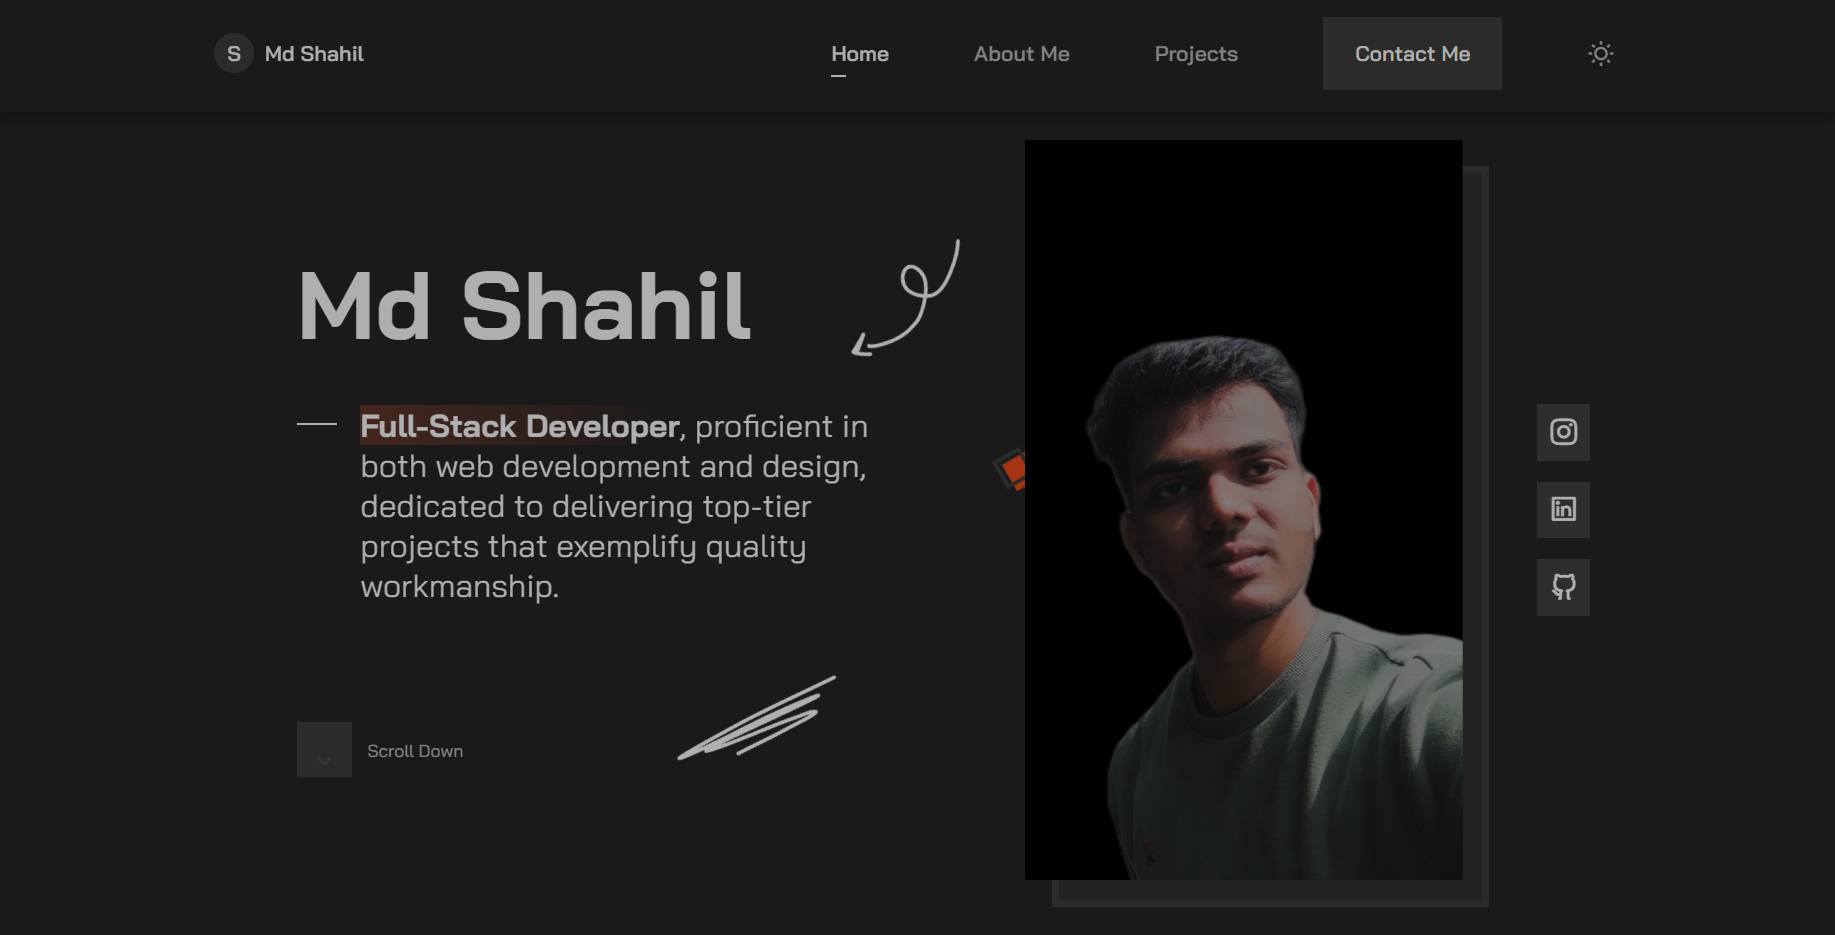 S Md Shahil
Home About Me Projects Contact Me
Md Shahil
Full-Stack Developer, proficient in
both web development and design,
dedicated to delivering top-tier
projects that exemplify quality
workmanship.
in
Scroll Down